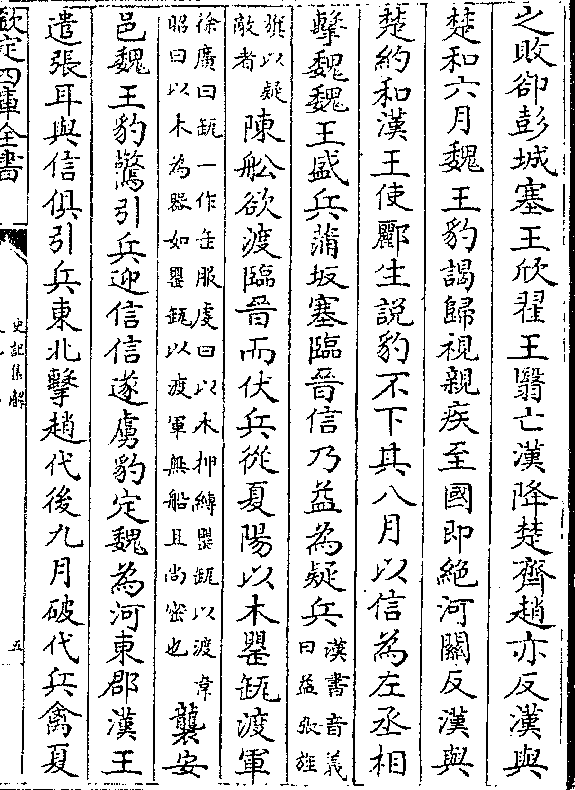 之敗卻彭城塞王欣翟王翳亡漢降楚齊趙亦反漢與
楚和六月魏王豹謁歸視親疾至國即絶河關反漢與
楚約和漢王使酈生說豹不下其八月以信為左丞相
擊魏魏王盛兵蒲坂塞臨晉信乃益為疑兵漢書音義曰益張旌
旂以疑敵者陳船欲渡臨晉而伏兵從夏陽以木罌缻渡軍
徐廣曰缻一作缶服虔曰以木柙縛罌缻以渡韋昭曰以木為器如罌缻以渡軍無船且尚宻也襲安
邑魏王豹驚引兵迎信信遂虜豹定魏為河東郡漢王
遣張耳與信俱引兵東北擊趙代後九月破代兵禽夏
欽定四庫全書
史記集解
五